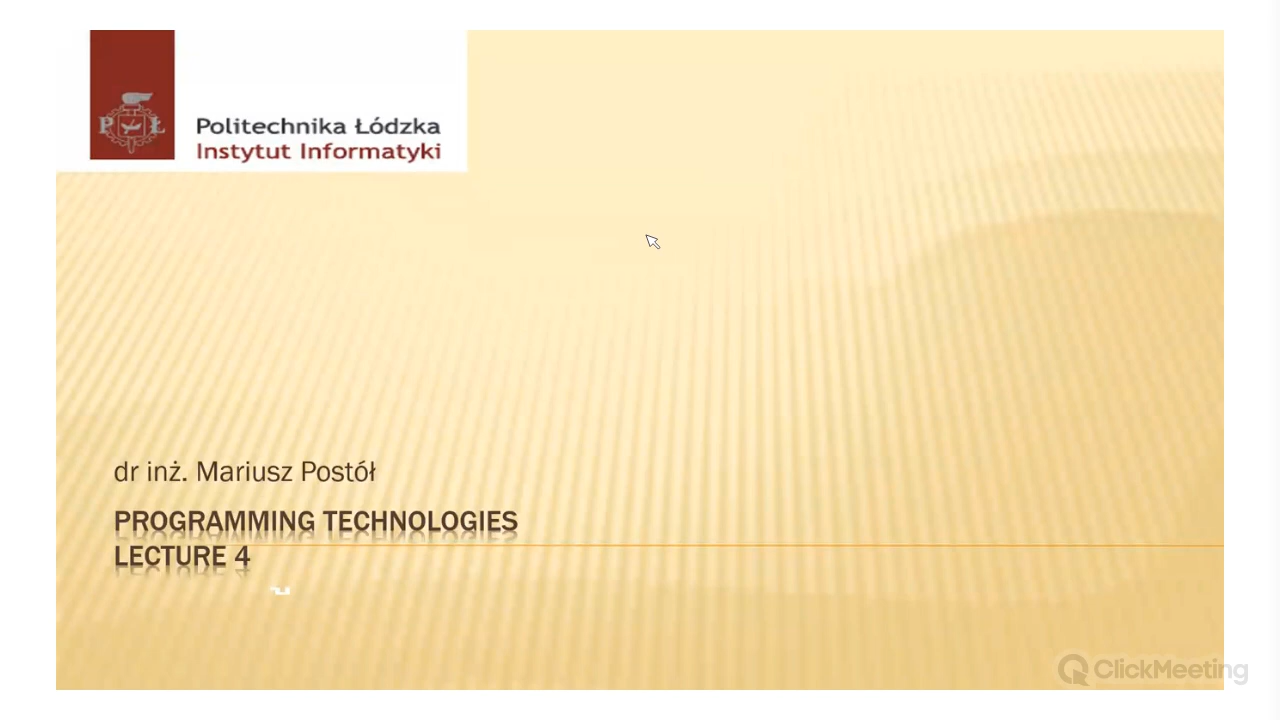 P Ł
Politechnika Łódzka
Instytut Informatyki
dr inż. Mariusz Postół
PROGRAMMING TECHNOLOGIES
LECTURE 4
ClickMeeting